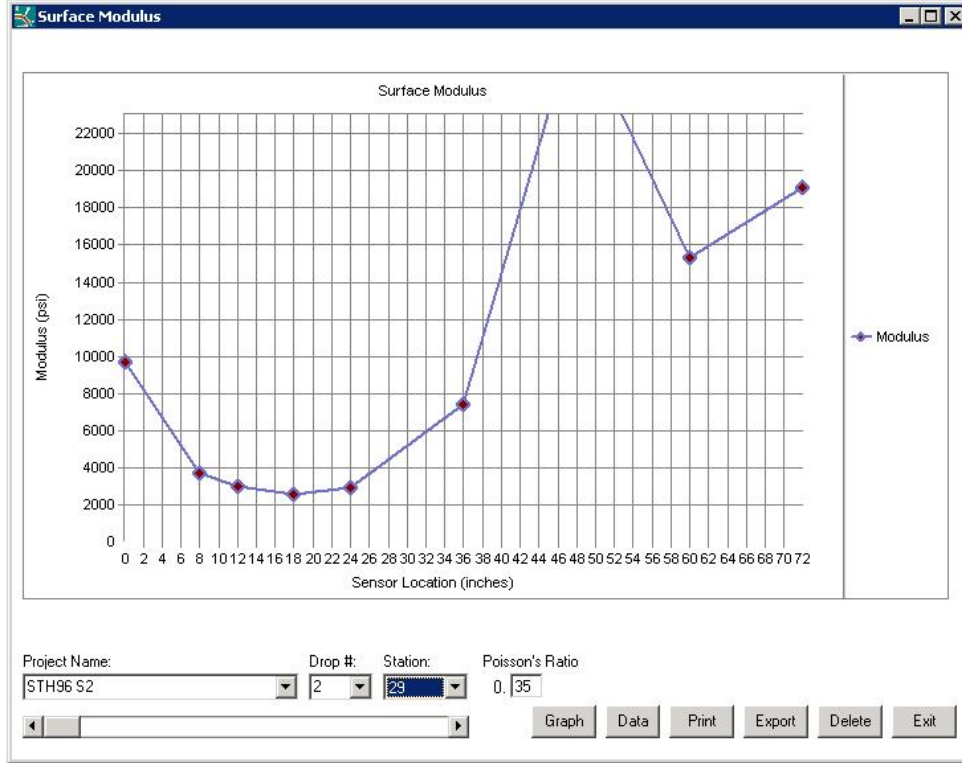 Surface Modulus
Surface Modulus
Modulus (psi)
22000
20000
18000
16000
14000
12000
10000
8000
6000
4000
2000
0
0 2 4 6 8 10 12 14 16 18 20 22 24 26 28 30 32 34 36 38 40 42 44 46 48 50 52 54 56 58 60 62 64 66 68 70 72
Sensor Location (inches)
Modulus
Project Name: Drop #: Station: Poisson's Ratio
STH96 S2 2 29 0. 35
Graph Data Print Export Delete Exit